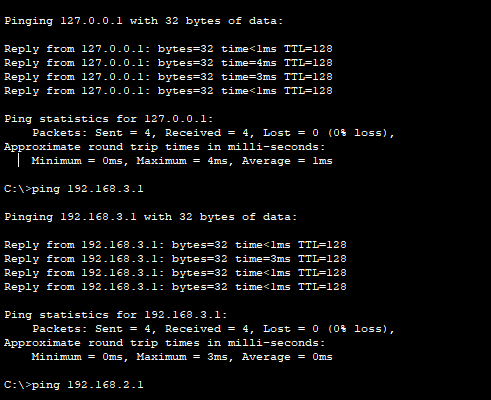 Pinging 127.0.0.1 with 32 bytes of data:
Reply from 127.0.0.1: bytes=32 time<1ms TTL=128
Reply from 127.0.0.1: bytes=32 time=4ms TTL=128
Reply from 127.0.0.1: bytes=32 time=3ms TTL=128
Reply from 127.0.0.1: bytes=32 time<1ms TTL=128
Ping statistics for 127.0.0.1:
Packets: Sent = 4, Received = 4, Lost = 0 (0% loss),
Approximate round trip times in milli-seconds:
Minimum = 0ms, Maximum = 4ms, Average = 1ms
C:\>ping 192.168.3.1
Pinging 192.168.3.1 with 32 bytes of data:
Reply from 192.168.3.1: bytes=32 time<1ms TTL=128
Reply from 192.168.3.1: bytes=32 time=3ms TTL=128
Reply from 192.168.3.1: bytes=32 time<1ms TTL=128
Reply from 192.168.3.1: bytes=32 time<1ms TTL=128
Ping statistics for 192.168.3.1:
Packets: Sent = 4, Received = 4, Lost = 0 (0% loss),
Approximate round trip times in milli-seconds:
Minimum = 0ms, Maximum = 3ms, Average = 0ms
C:\>ping 192.168.2.1